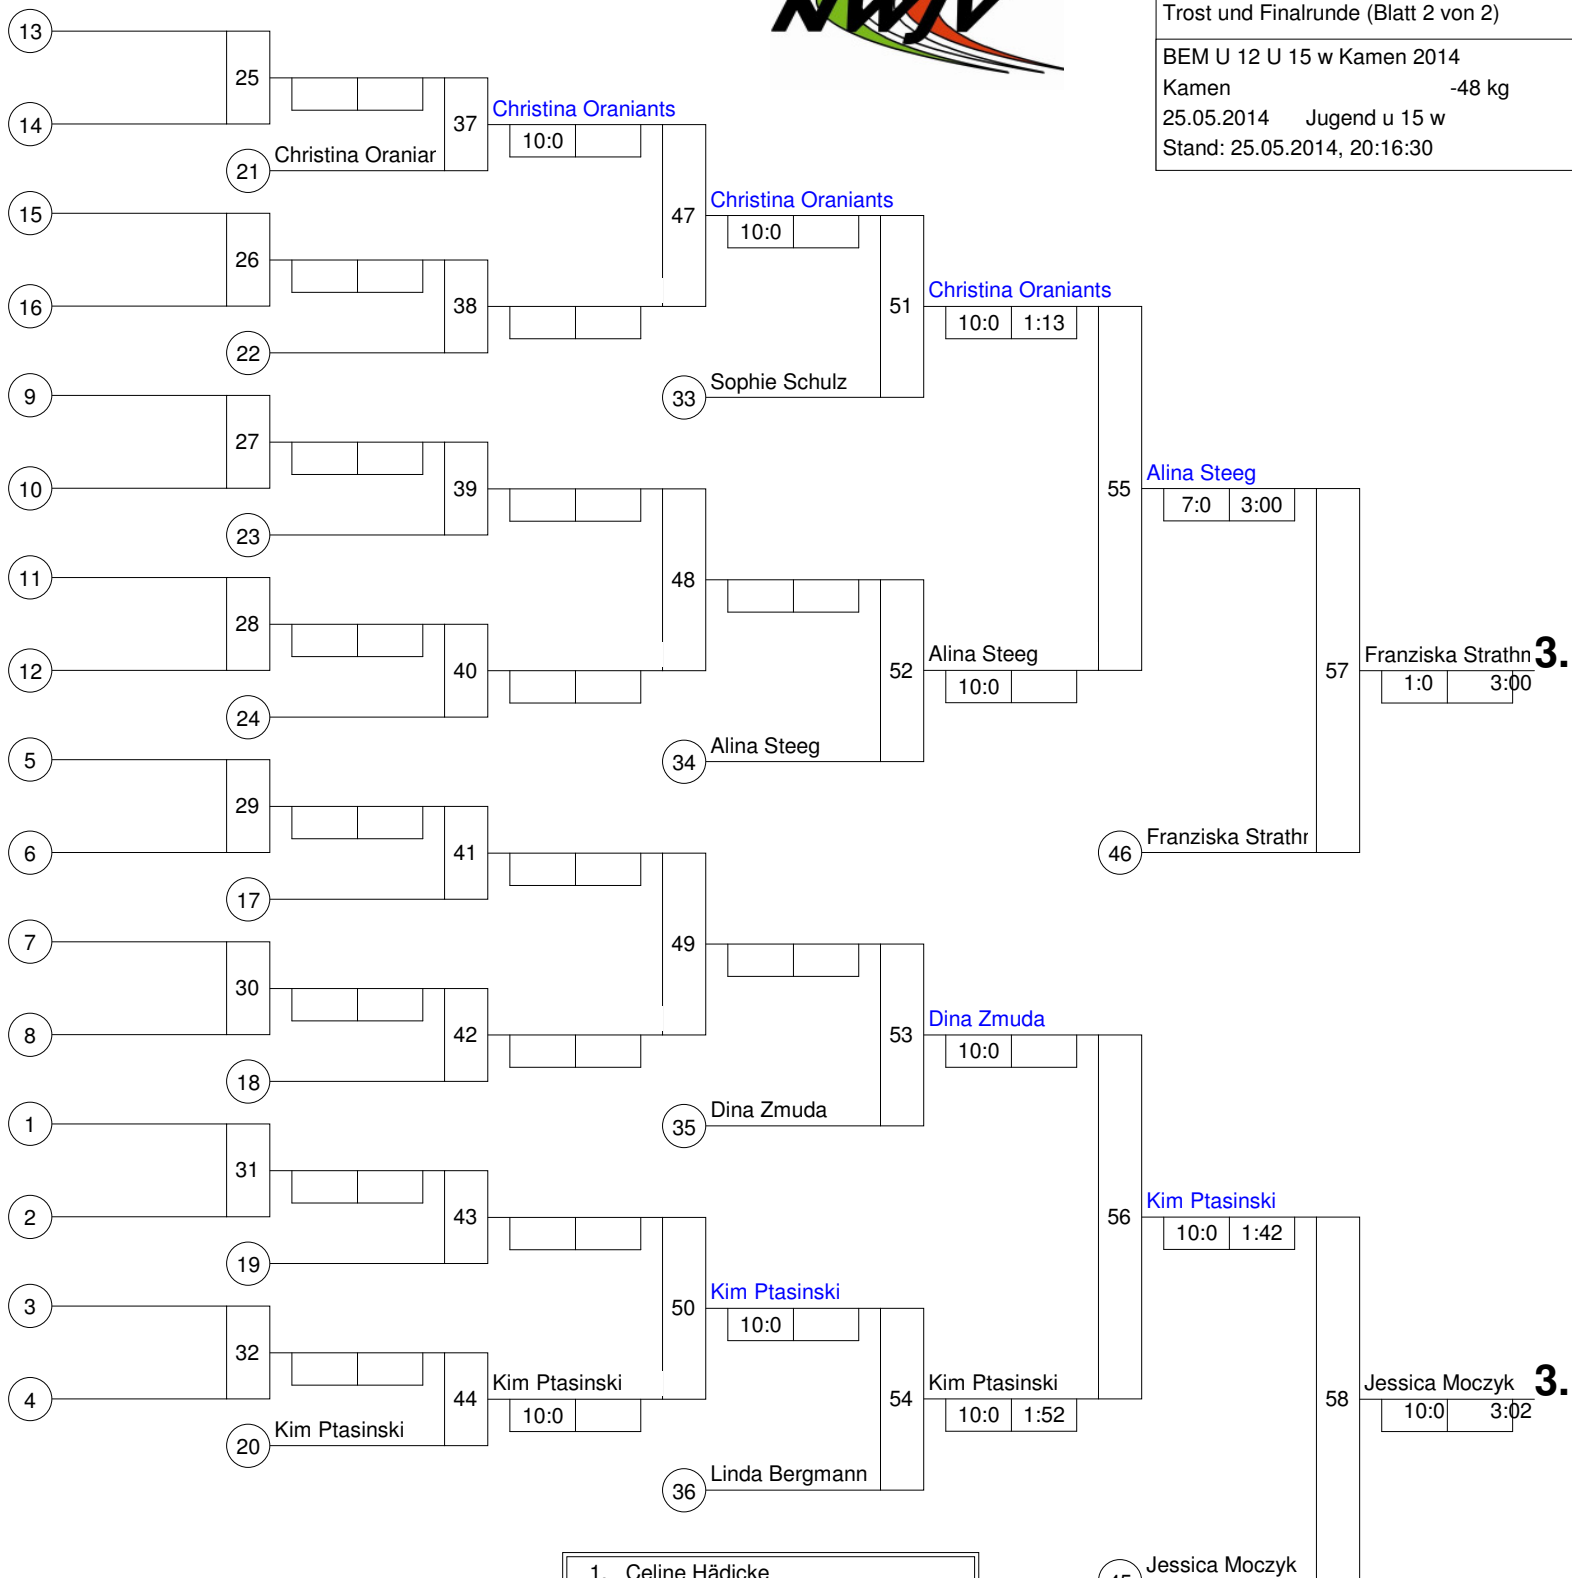 NWJV
Trost und Finalrunde (Blatt 2 von 2)
BEM U 12 U 15 w Kamen 2014
Kamen -48 kg
25.05.2014 Jugend u 15 w
Stand: 25.05.2014, 20:16:30
13
25
14
37
Christina Oraniants
10:0
21
Christina Oraniar
15
47
Christina Oraniants
10:0
26
16
38
51
Christina Oraniants
10:0 1:13
22
9
33
Sophie Schulz
27
10
39
55
Alina Steeg
7:0 3:00
23
11
48
28
12
40
52
Alina Steeg
10:0
57
Franziska Strathn 3.
1:0 3:00
24
5
34
Alina Steeg
29
6
41
46
Franziska Strathr
17
7
49
30
8
42
53
Dina Zmuda
10:0
18
1
35
Dina Zmuda
31
2
43
56
Kim Ptasinski
10:0 1:42
19
3
50
Kim Ptasinski
10:0
32
4
44
Kim Ptasinski
10:0
54
Kim Ptasinski
10:0 1:52
58
Jessica Moczyk 3.
10:0 3:02
20
Kim Ptasinski
36
Linda Bergmann
1. Celine Hädicke
45
Jessica Moczyk